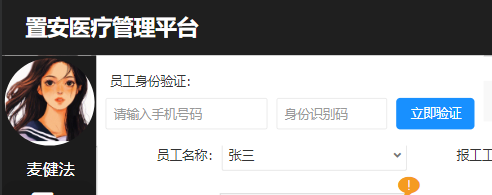 置安医疗管理平台
员工身份验证:
请输入手机号码 身份识别码 立即验证
麦健法
员工名称: 张三 报工工
!